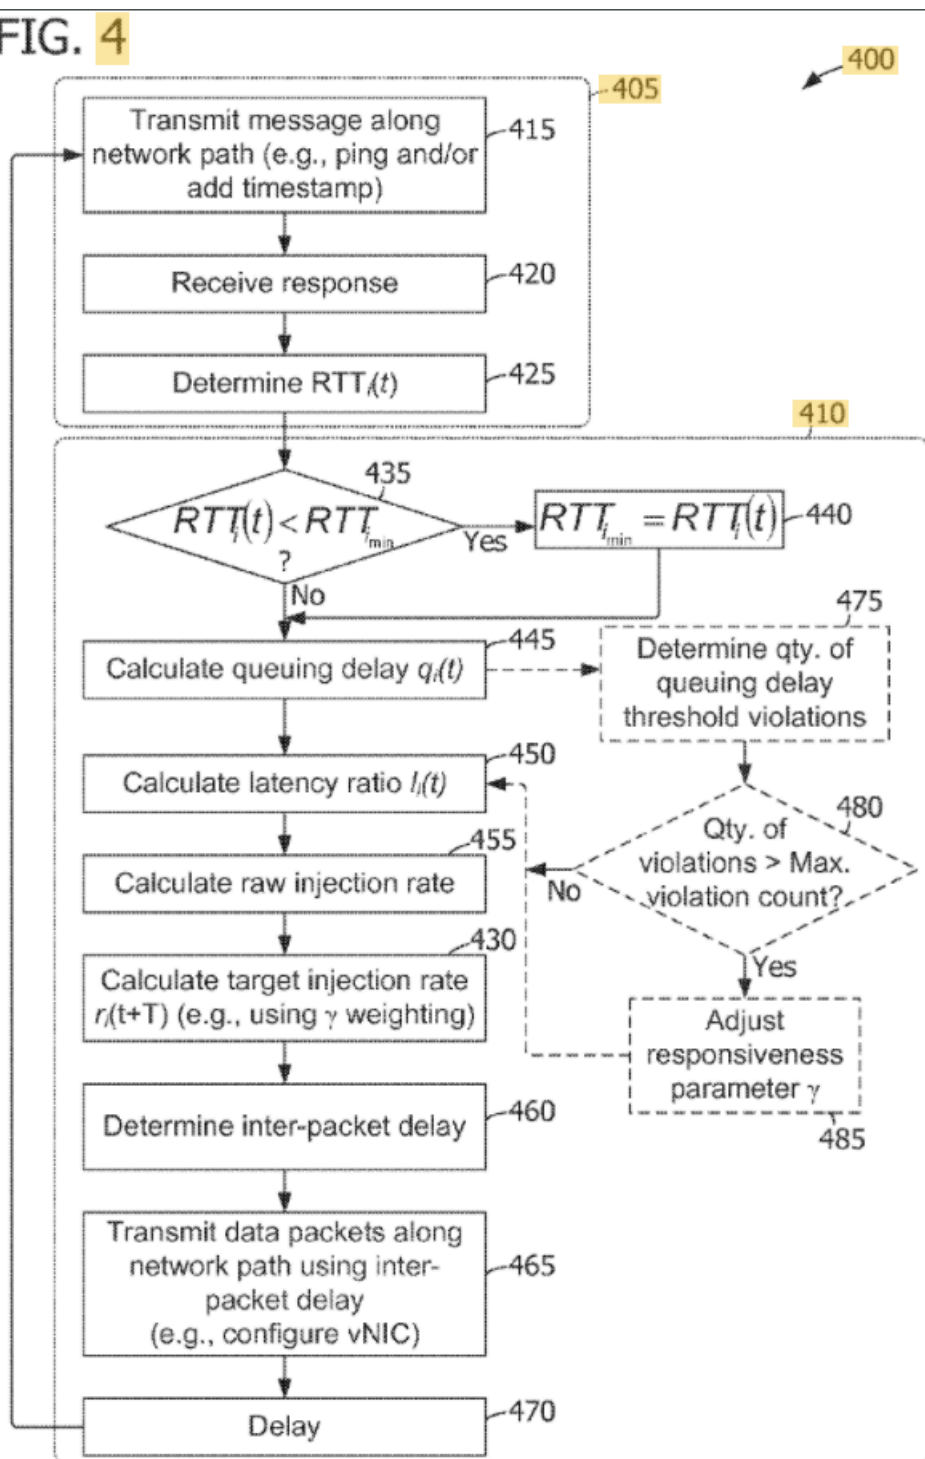 FIG. 4
400
405
Transmit message along
network path (e.g., ping and/or
add timestamp)
415
Receive response
420
Determine RTTᵢ(t)
425
410
435
RTTᵢ(t) < RTTᵢₘᵢₙ
?
Yes
RTTᵢₘᵢₙ = RTTᵢ(t)
440
No
Calculate queuing delay qᵢ(t)
445
475
Determine qty. of
queuing delay
threshold violations
Calculate latency ratio lᵢ(t)
450
480
Qty. of
violations > Max.
violation count?
No
Yes
Calculate raw injection rate
455
Calculate target injection rate
rᵢ(t+T) (e.g., using γ weighting)
430
Adjust
responsiveness
parameter γ
485
Determine inter-packet delay
460
Transmit data packets along
network path using inter-
packet delay
(e.g., configure vNIC)
465
Delay
470